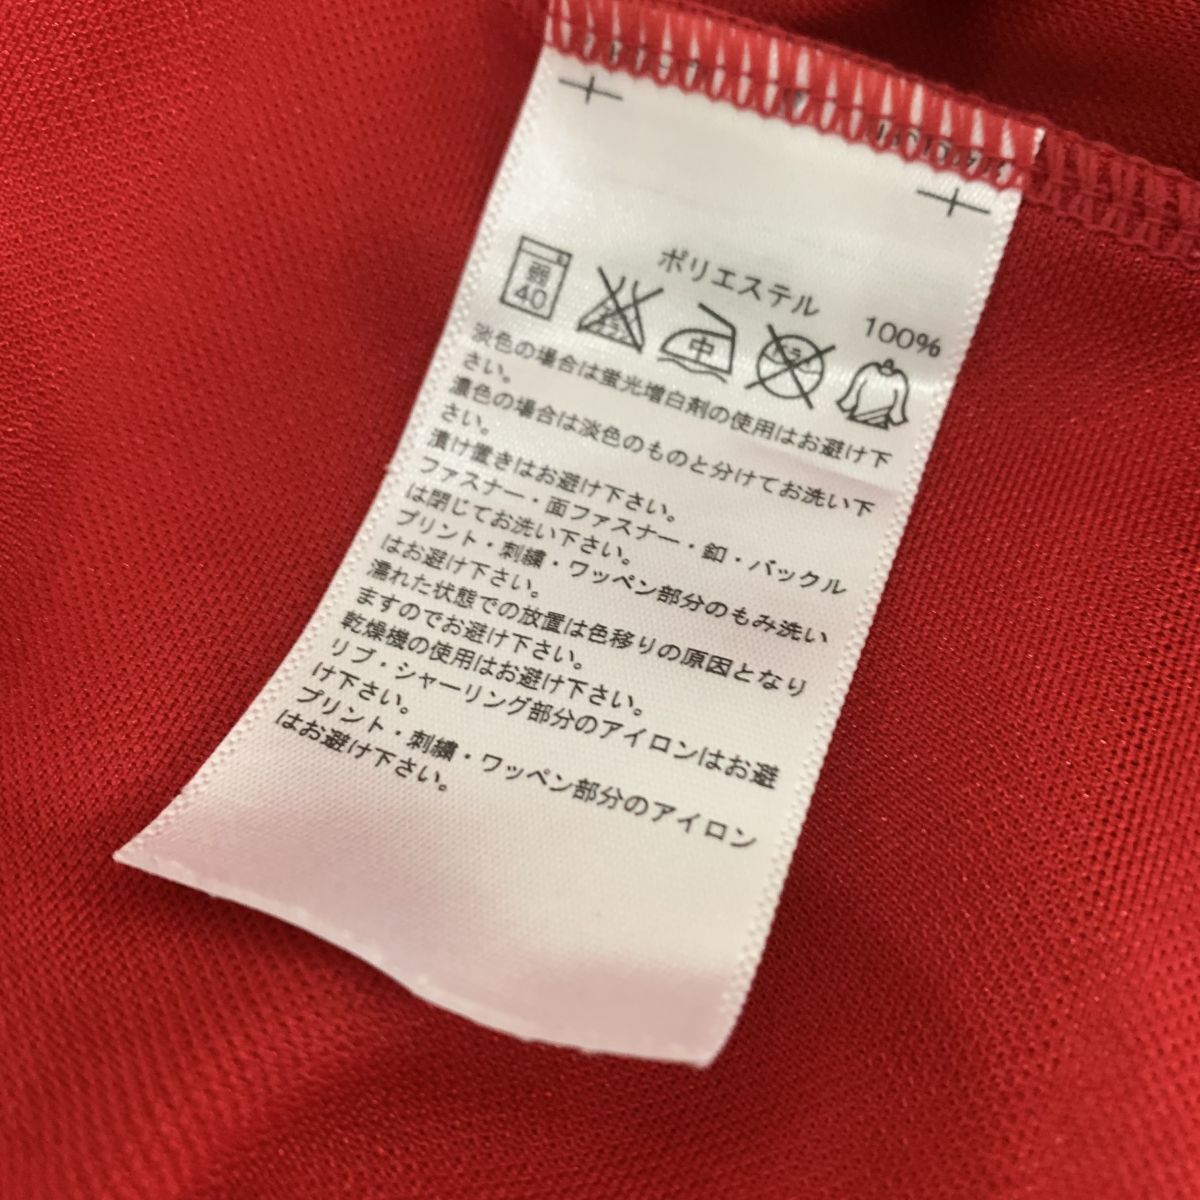 ポリエステル 100%
弱
40
中
淡色の場合は蛍光増白剤の使用はお避け下
さい。
濃色の場合は淡色のものと分けてお洗い下
さい。
漬け置きはお避け下さい。
ファスナー・面ファスナー・釦・バックル
は閉じてお洗い下さい。
プリント・刺繍・ワッペン部分のもみ洗い
はお避け下さい。
濡れた状態での放置は色移りの原因となり
ますのでお避け下さい。
乾燥機の使用はお避け下さい。
リブ・シャーリング部分のアイロンはお避
け下さい。
プリント・刺繍・ワッペン部分のアイロン
はお避け下さい。